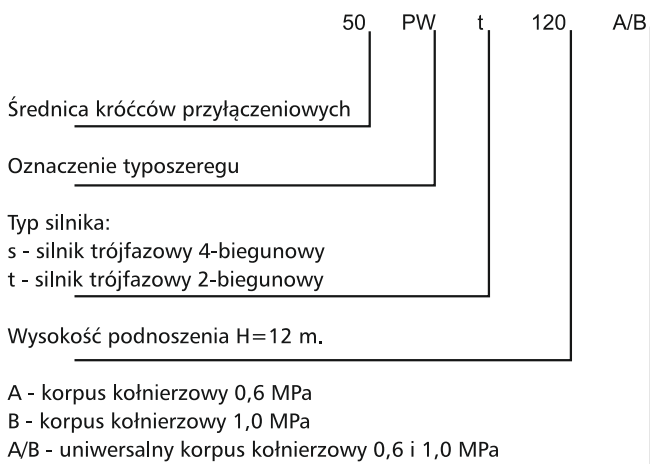 50 PW t 120 A/B
Średnica króćców przyłączeniowych
Oznaczenie typoszeregu
Typ silnika:
s - silnik trójfazowy 4-biegunowy
t - silnik trójfazowy 2-biegunowy
Wysokość podnoszenia H=12 m.
A - korpus kołnierzowy 0,6 MPa
B - korpus kołnierzowy 1,0 MPa
A/B - uniwersalny korpus kołnierzowy 0,6 i 1,0 MPa